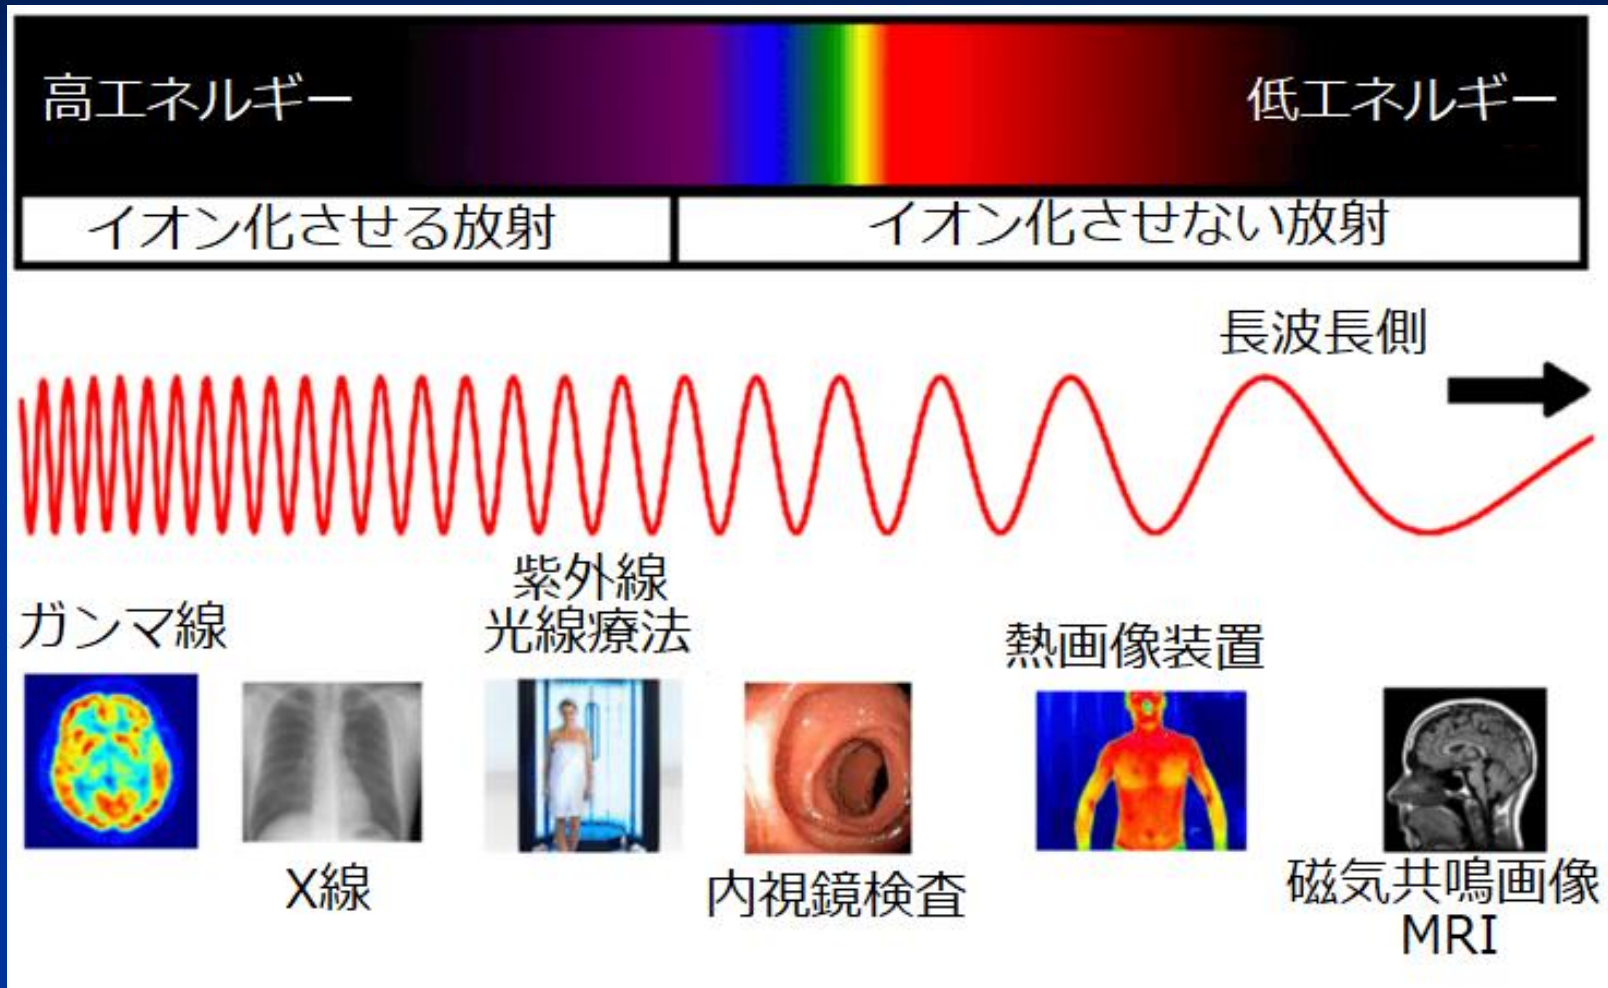 高エネルギー
低エネルギー
イオン化させる放射
イオン化させない放射
長波長側
ガンマ線
紫外線
光線療法
熱画像装置
X線
内視鏡検査
磁気共鳴画像
MRI